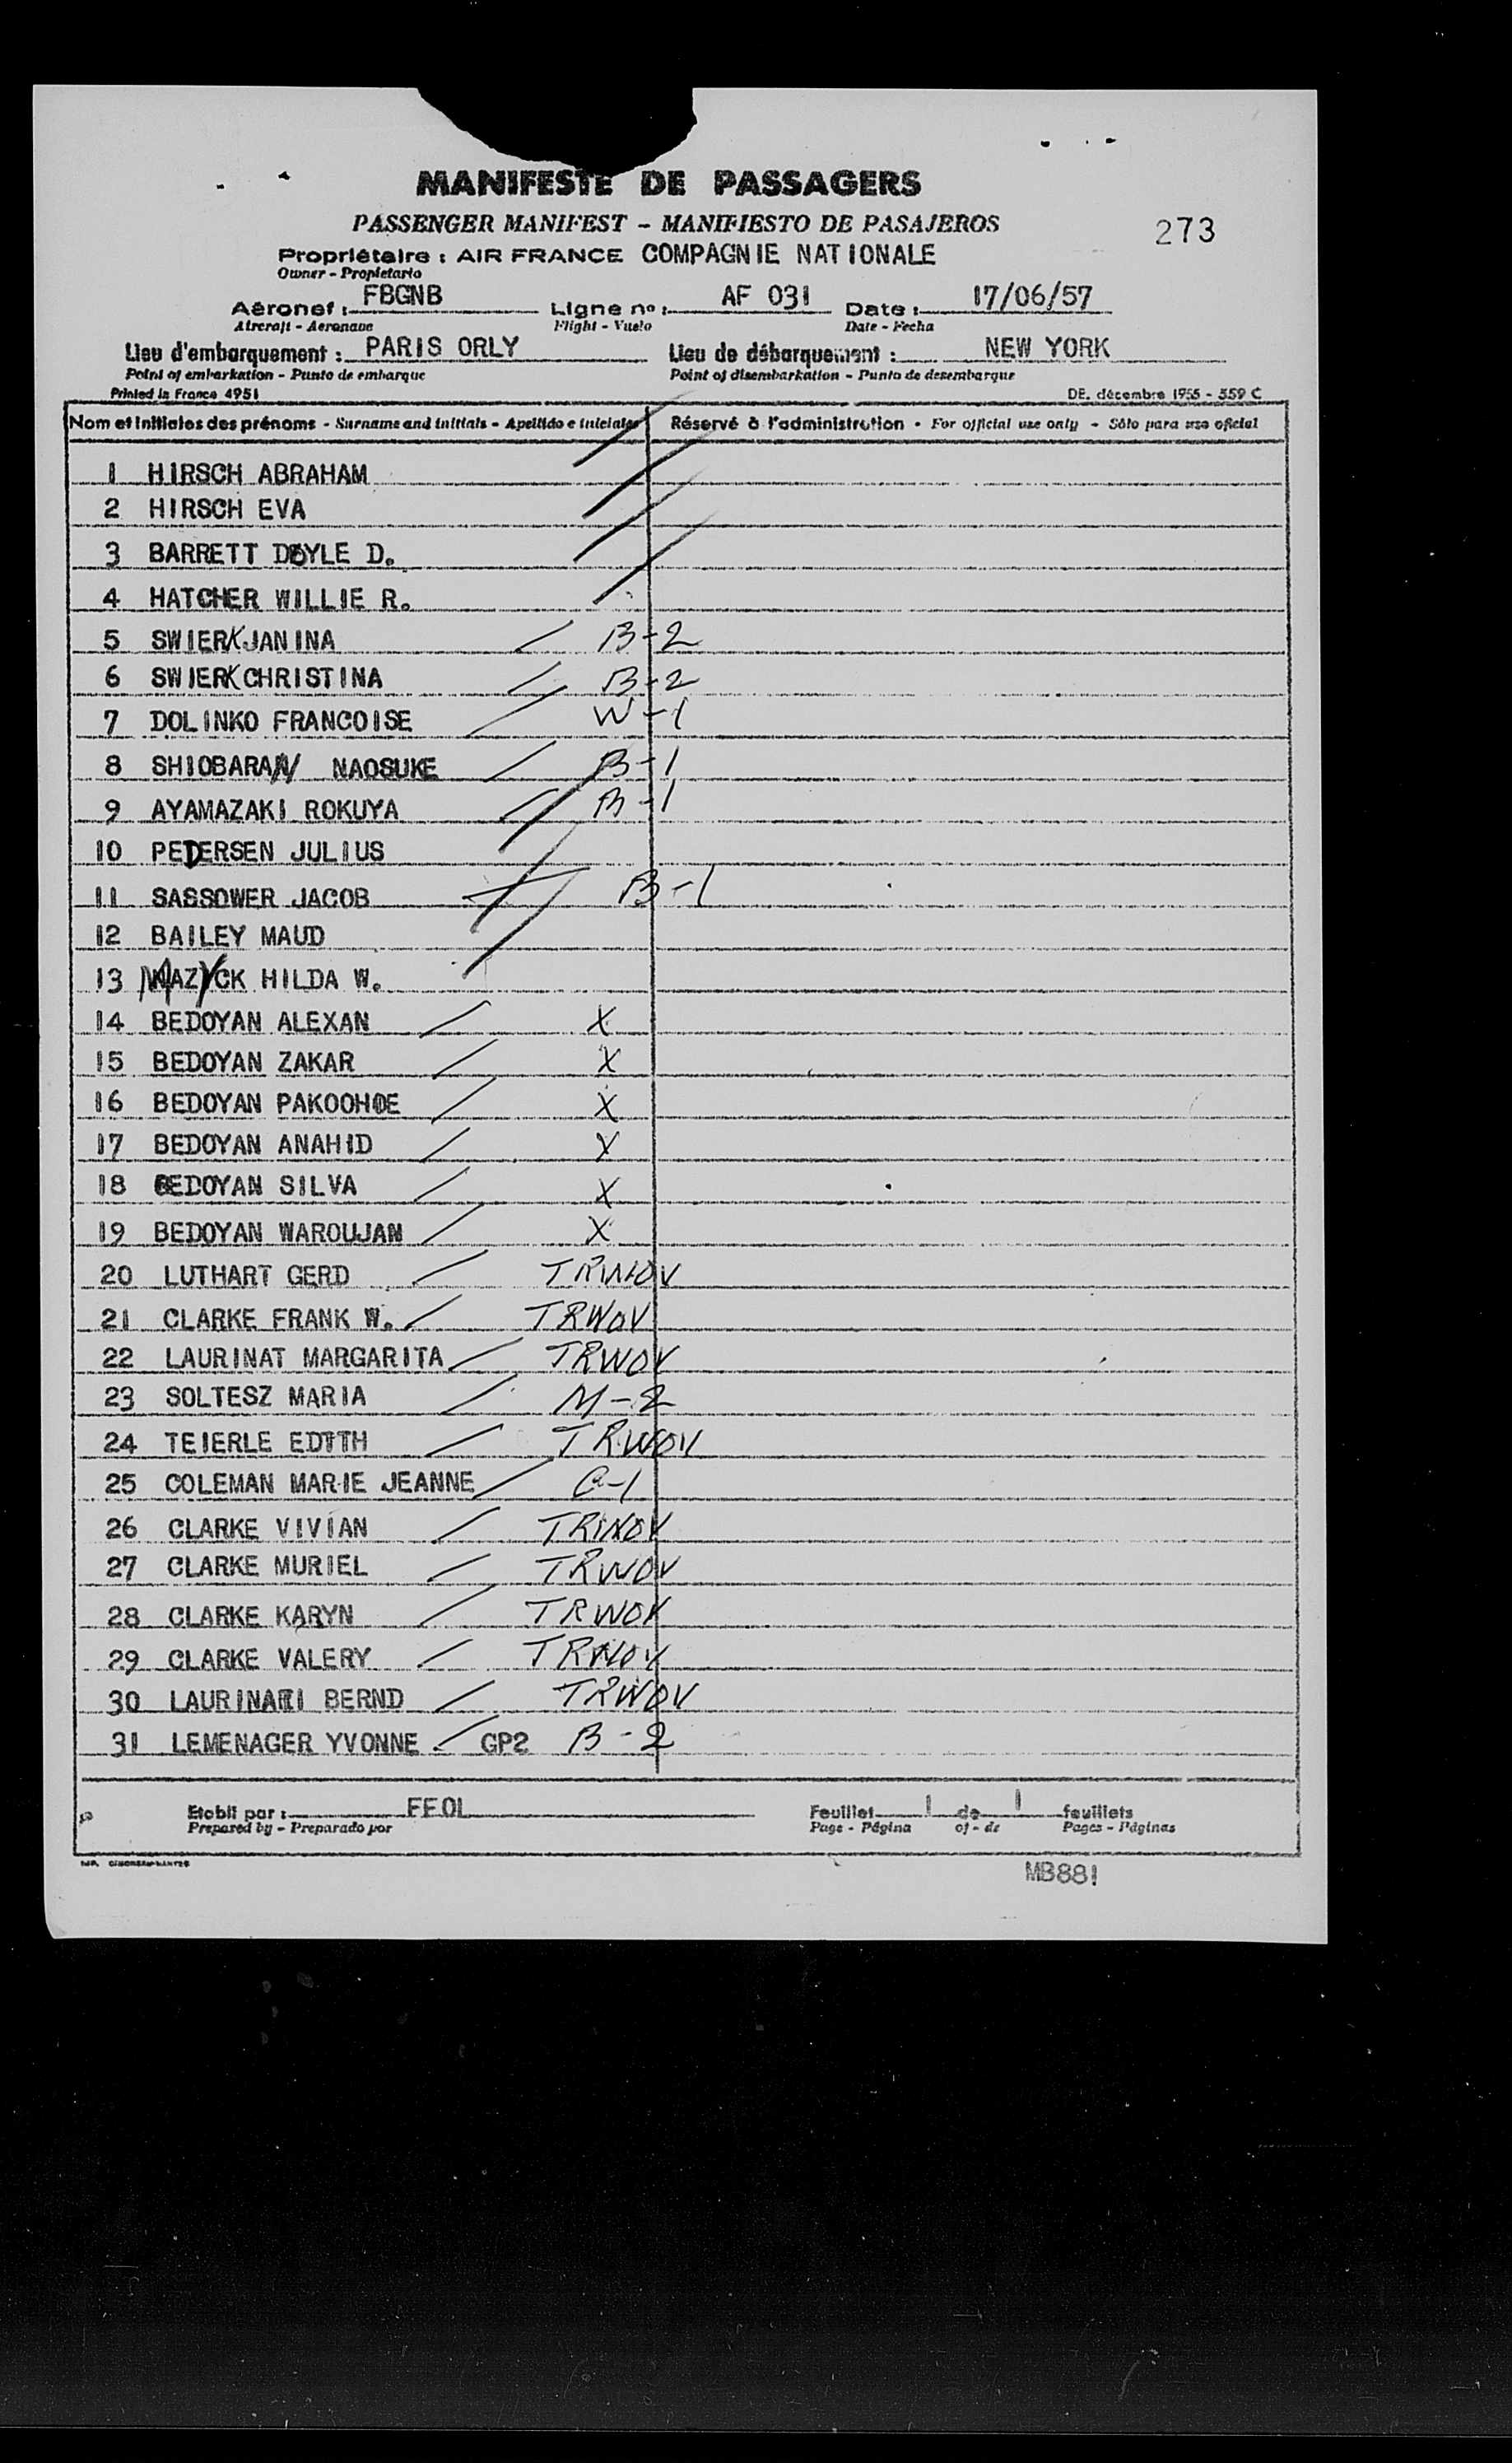 MANIFESTE DE PASSAGERS
PASSENGER MANIFEST – MANIFIESTO DE PASAJEROS
273
Propriétaire : AIR FRANCE COMPAGNIE NATIONALE
Owner - Propietario
Aéronef : FBGNB Ligne nº : AF 031 Date : 17/06/57
Aircraft - Aeronave Flight - Vuelo Date - Fecha
Lieu d'embarquement : PARIS ORLY Lieu de débarquement : NEW YORK
Point of embarkation - Punto de embarque Point of disembarkation - Punto de desembarque
Printed in France 4951 DE. décembre 1955 - 559 C
Nom et initiales des prénoms - Surname and initials - Apellido e iniciales Réservé à l'administration - For official use only - Sólo para uso oficial
1 HIRSCH ABRAHAM
2 HIRSCH EVA
3 BARRETT DOYLE D.
4 HATCHER WILLIE R.
5 SWIERK JANINA B-2
6 SWIERK CHRISTINA B-2
7 DOLINKO FRANCOISE W-1
8 SHIOBARA NAOSUKE B-1
9 AYAMAZAKI ROKUYA B-1
10 PEDERSEN JULIUS
11 SASSOWER JACOB B-1
12 BAILEY MAUD
13 MAZYCK HILDA W.
14 BEDOYAN ALEXAN X
15 BEDOYAN ZAKAR X
16 BEDOYAN PAKOOHOE X
17 BEDOYAN ANAHID X
18 BEDOYAN SILVA X
19 BEDOYAN WAROUJAN X
20 LUTHART GERD TRWOV
21 CLARKE FRANK W. TRWOV
22 LAURINAT MARGARITA TRWOV
23 SOLTESZ MARIA M-2
24 TEIERLE EDTTH TRWOV
25 COLEMAN MARIE JEANNE C-1
26 CLARKE VIVIAN TRWOV
27 CLARKE MURIEL TRWOV
28 CLARKE KARYN TRWOV
29 CLARKE VALERY TRWOV
30 BERND TRWOV
31 LEMENAGER YVONNE GP2 B-2
Etabli par : FFOL Feuillet 1 de 1 feuillets
Prepared by - Preparado por Page - Página of - de Pages - Páginas
MB881